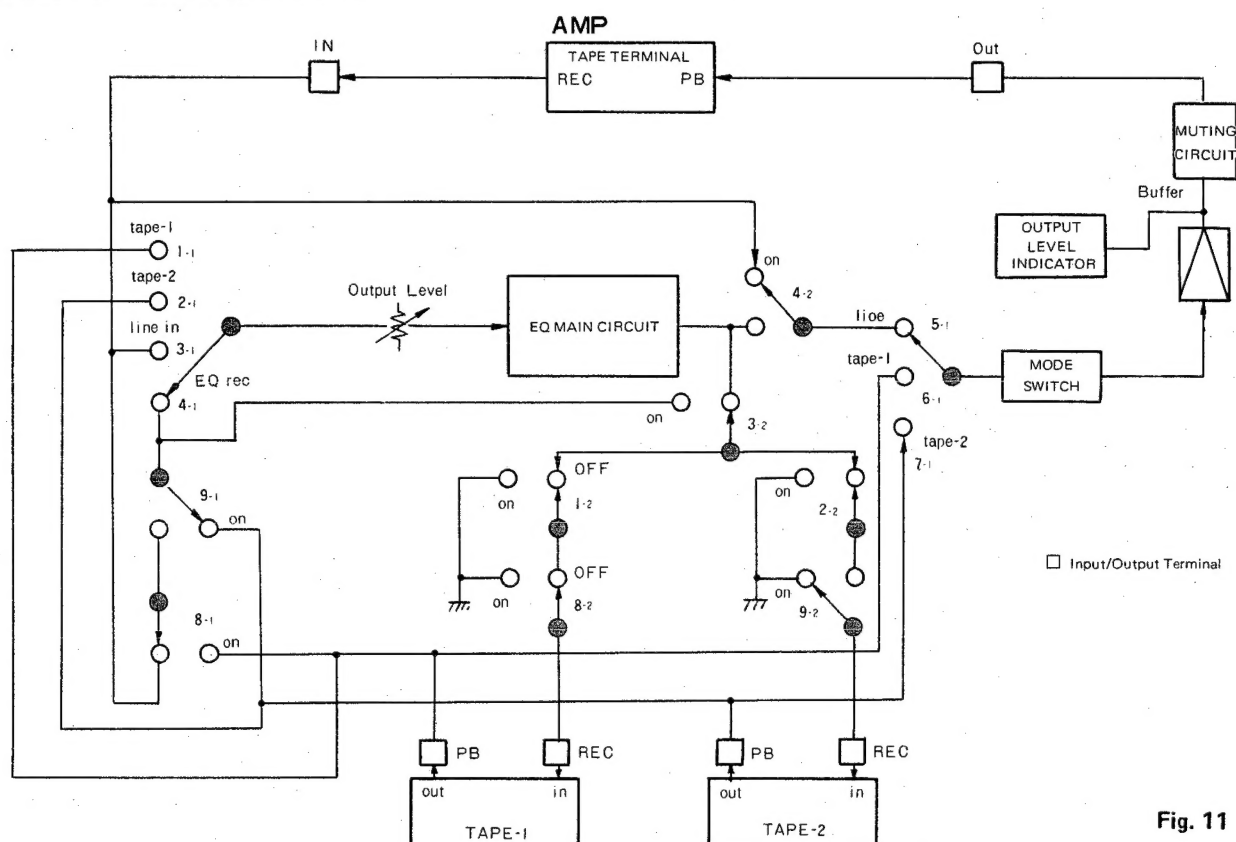 AMP
IN
TAPE TERMINAL
REC PB
Out
MUTING
CIRCUIT
Buffer
OUTPUT
LEVEL
INDICATOR
tape-1
1-1
tape-2
2-1
line in
3-1
Output Level
EQ MAIN CIRCUIT
on
4-2
lioe
5-1
tape-1
6-1
MODE
SWITCH
EQ rec
4-1
on
3-2
tape-2
7-1
9-1
on
on
OFF
1-2
on
2-2
OFF
on
8-2
on
9-2
8-1
on
□ Input/Output Terminal
PB
REC
PB
REC
out in
TAPE-1
out in
TAPE-2
Fig. 11